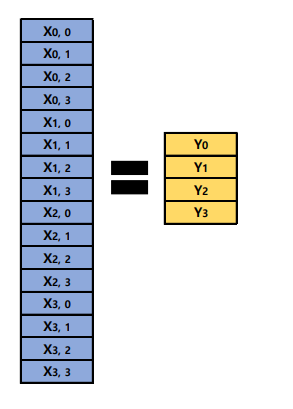 X0, 0
X0, 1
X0, 2
X0, 3
X1, 0
X1, 1
X1, 2
X1, 3
X2, 0
X2, 1
X2, 2
X2, 3
X3, 0
X3, 1
X3, 2
X3, 3
=
Y0
Y1
Y2
Y3